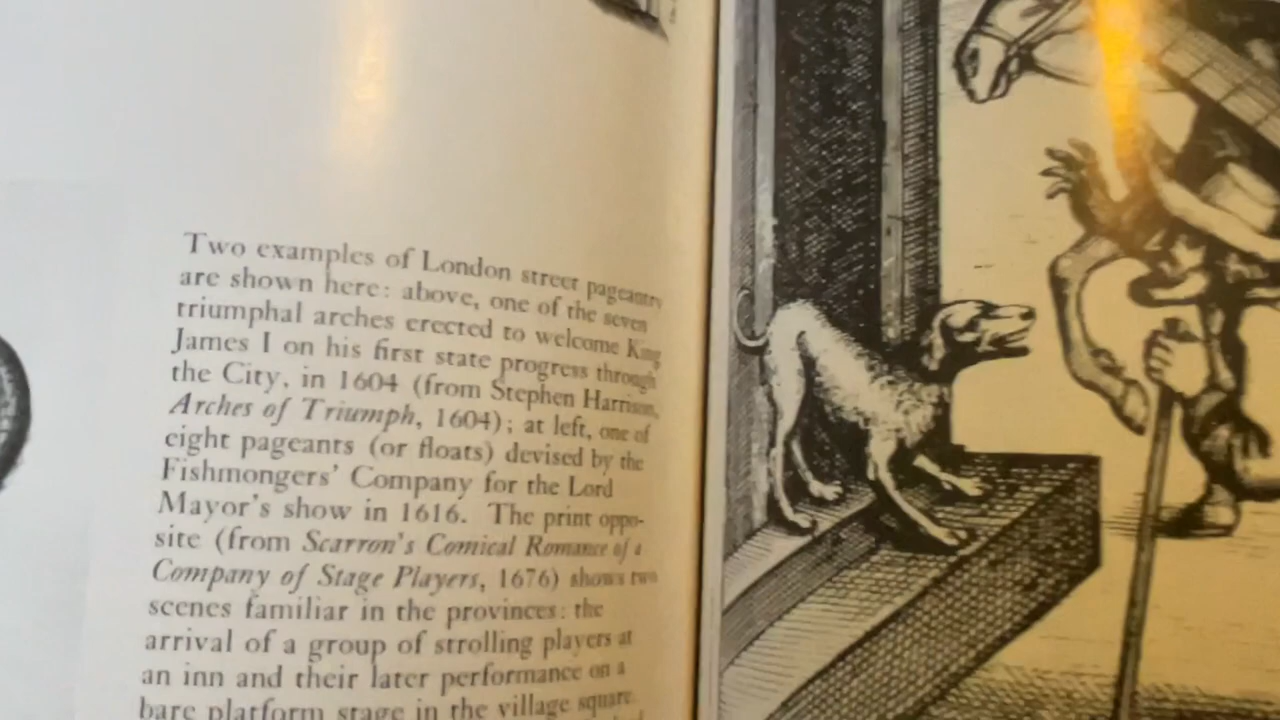 Two examples of London street pageantry
are shown here: above, one of the seven
triumphal arches erected to welcome King
James I on his first state progress through
the City, in 1604 (from Stephen Harrison,
Arches of Triumph, 1604); at left, one of
eight pageants (or floats) devised by the
Fishmongers' Company for the Lord
Mayor's show in 1616. The print oppo-
site (from Scarron's Comical Romance of a
Company of Stage Players, 1676) shows two
scenes familiar in the provinces: the
arrival of a group of strolling players at
an inn and their later performance on a
bare platform stage in the village square.